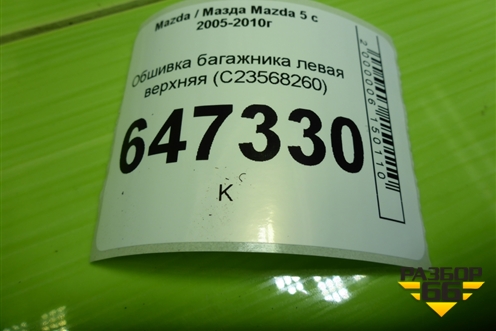 Mazda / Мазда Mazda 5 с
2005-2010г
Обшивка багажника левая
верхняя (C23568260)
647330
К
2000006150110
РАЗБОР
66